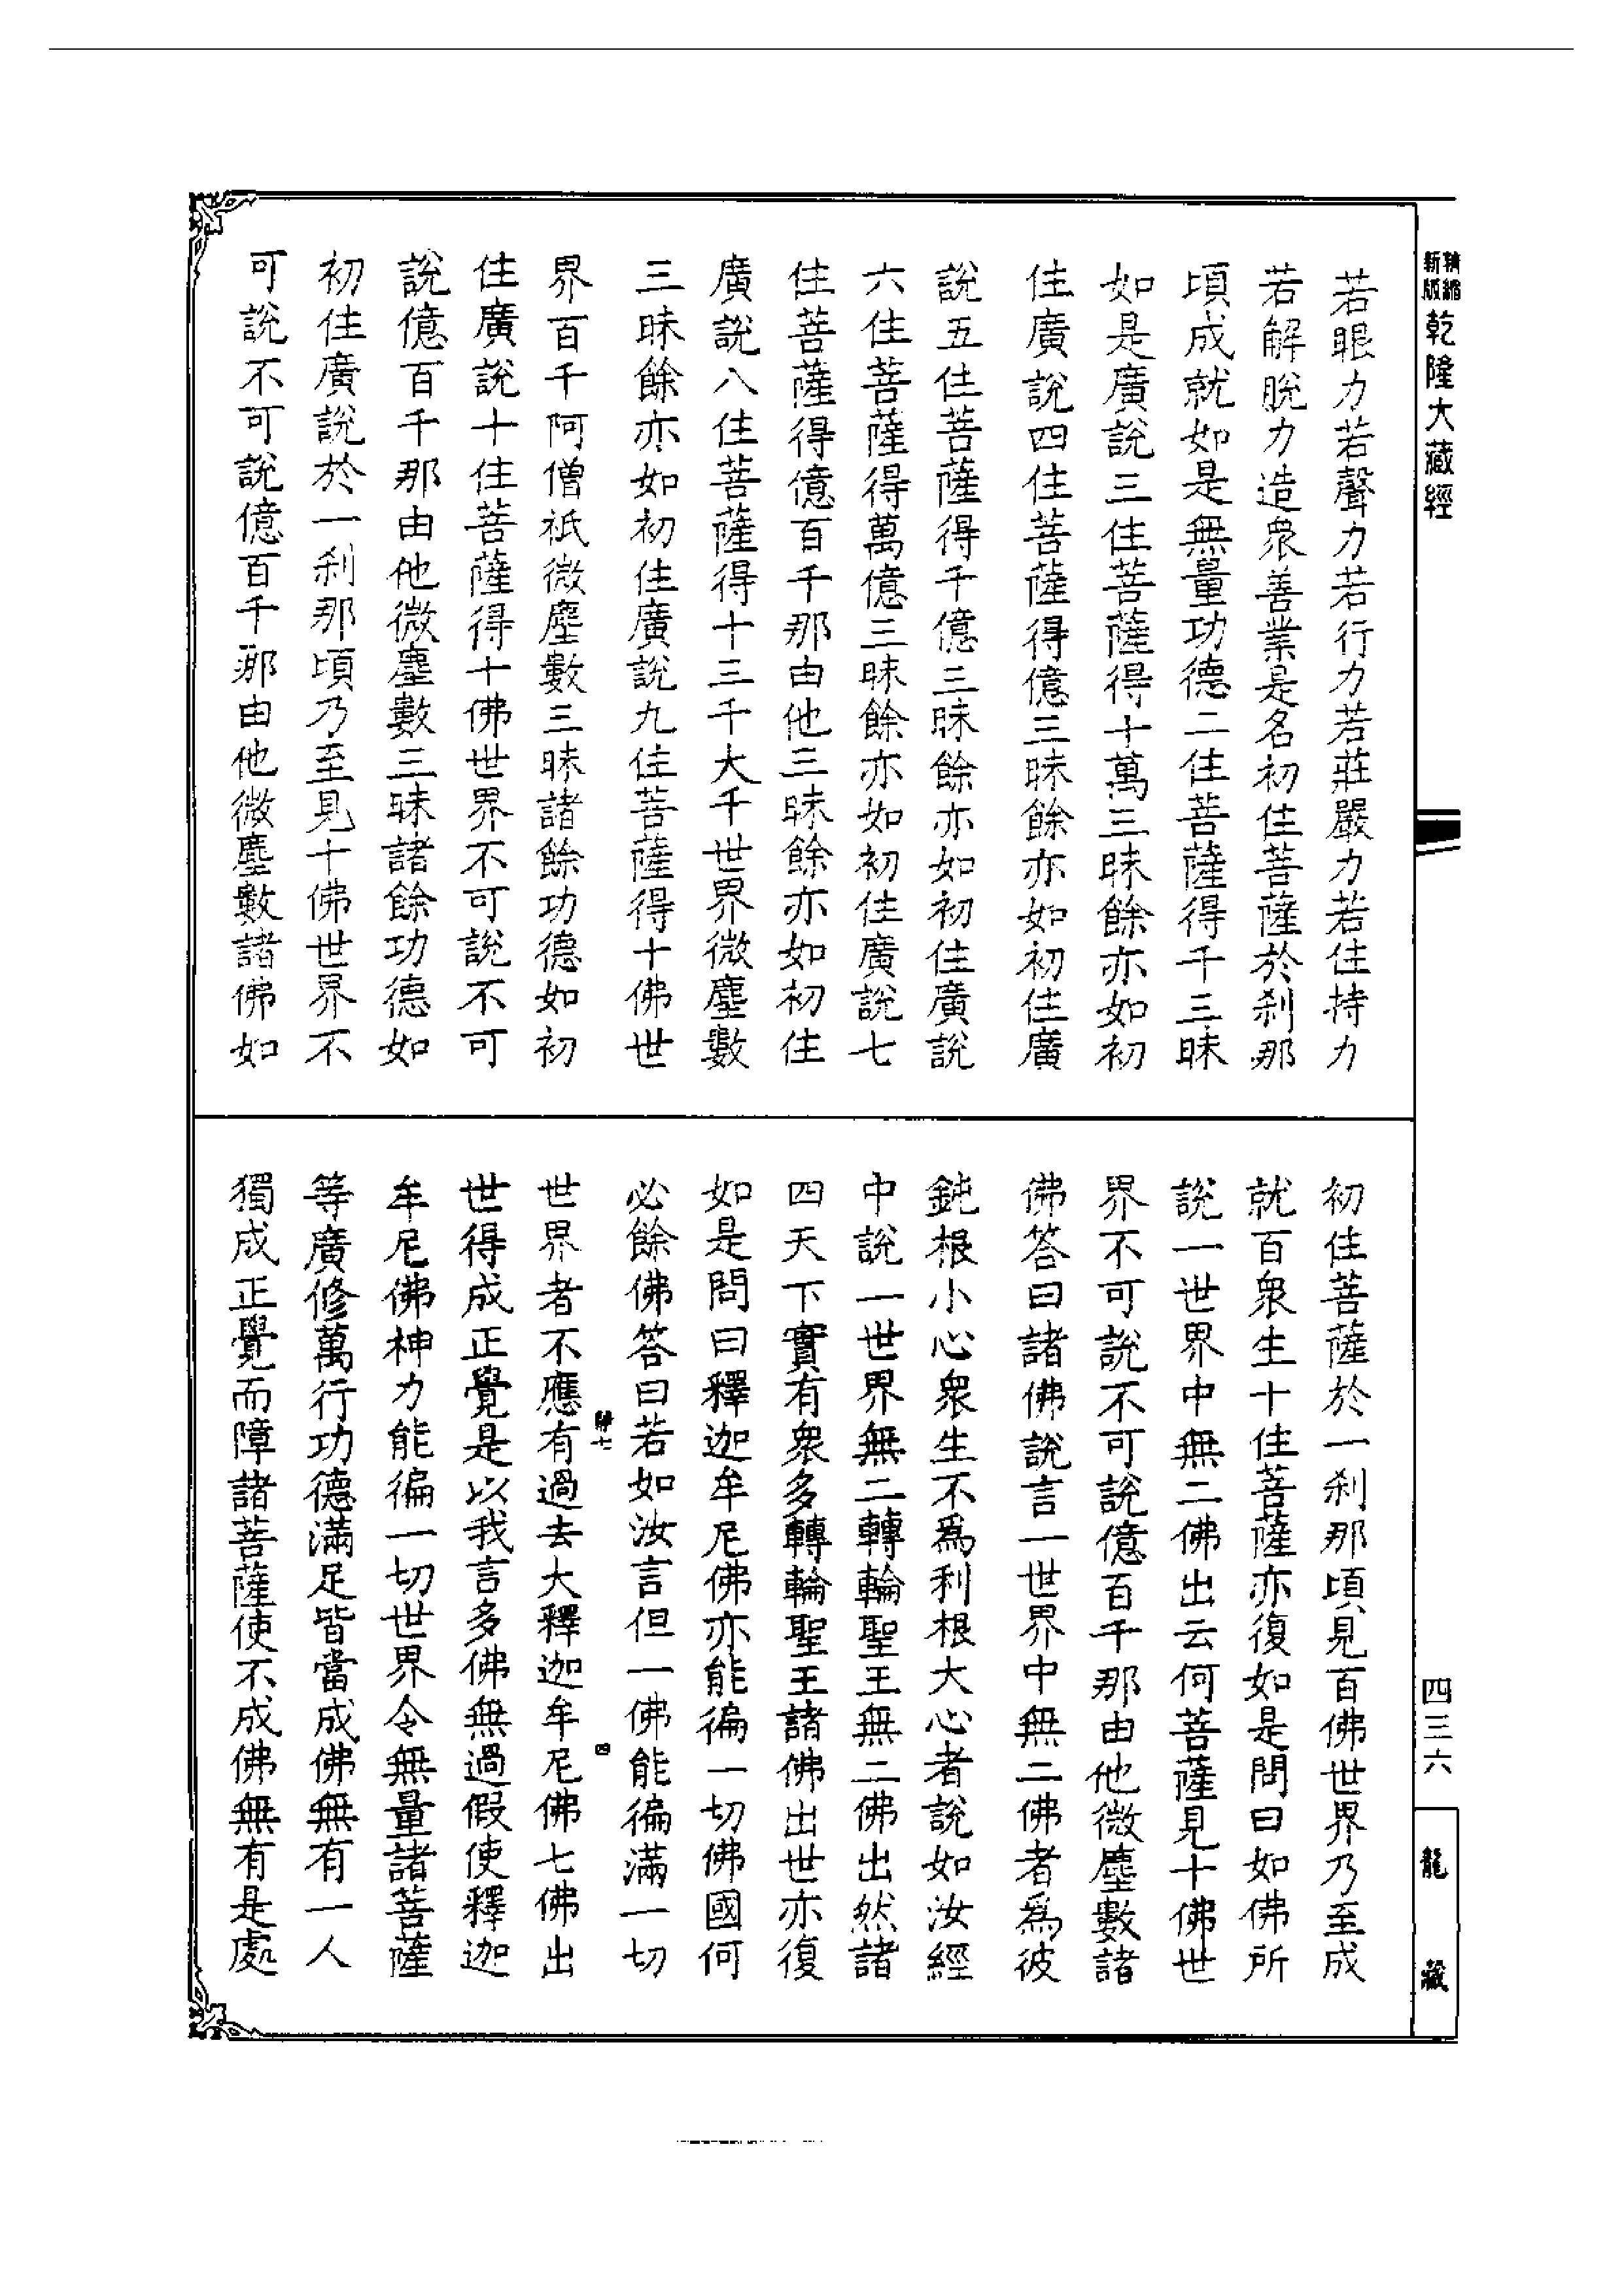 精縮新版乾隆大藏經
若眼力若聲力若行力若莊嚴力若住持力
若解脫力造衆善業是名初住菩薩於刹那
頃成就如是無量功德二住菩薩得千三昧
如是廣說三住菩薩得十萬三昧餘亦如初
住廣說四住菩薩得億三昧餘亦如初住廣
說五住菩薩得千億三昧餘亦如初住廣說
六住菩薩得萬億三昧餘亦如初住廣說七
住菩薩得億百千那由他三昧餘亦如初住
廣說八住菩薩得十三千大千世界微塵數
三昧餘亦如初住廣說九住菩薩得十佛世
界百千阿僧祇微塵數三昧諸餘功德如初
住廣說十住菩薩得十佛世界不可說不可
說億百千那由他微塵數三昧諸餘功德如
初住廣說於一刹那頃乃至見十佛世界不
可說不可說億百千那由他微塵數諸佛如
初住菩薩於一刹那頃見百佛世界乃至成
就百衆生十住菩薩亦復如是問曰如佛所
說一世界中無二佛出云何菩薩見十佛世
界不可說不可說億百千那由他微塵數諸
佛答曰諸佛說言一世界中無二佛者爲彼
鈍根小心衆生不爲利根大心者說如汝經
中說一世界無二轉輪聖王無二佛出然諸
四天下實有衆多轉輪聖王諸佛出世亦復
如是問曰釋迦牟尼佛亦能徧一切佛國何
必餘佛答曰若如汝言但一佛能徧滿一切
世界者不應有過去大釋迦牟尼佛七佛出
世得成正覺是以我言多佛無過假使釋迦
牟尼佛神力能徧一切世界令無量諸菩薩
等廣修萬行功德滿足皆當成佛無有一人
獨成正覺而障諸菩薩使不成佛無有是處
四三六
龍藏